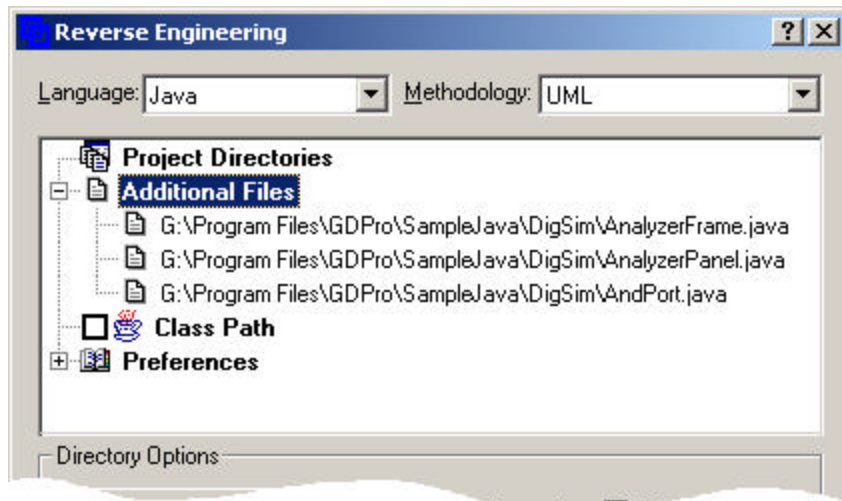 Reverse Engineering
Language: Java Methodology: UML
Project Directories
Additional Files
G:\Program Files\GDPro\SampleJava\DigSim\AnalyzerFrame.java
G:\Program Files\GDPro\SampleJava\DigSim\AnalyzerPanel.java
G:\Program Files\GDPro\SampleJava\DigSim\AndPort.java
Class Path
Preferences
Directory Options